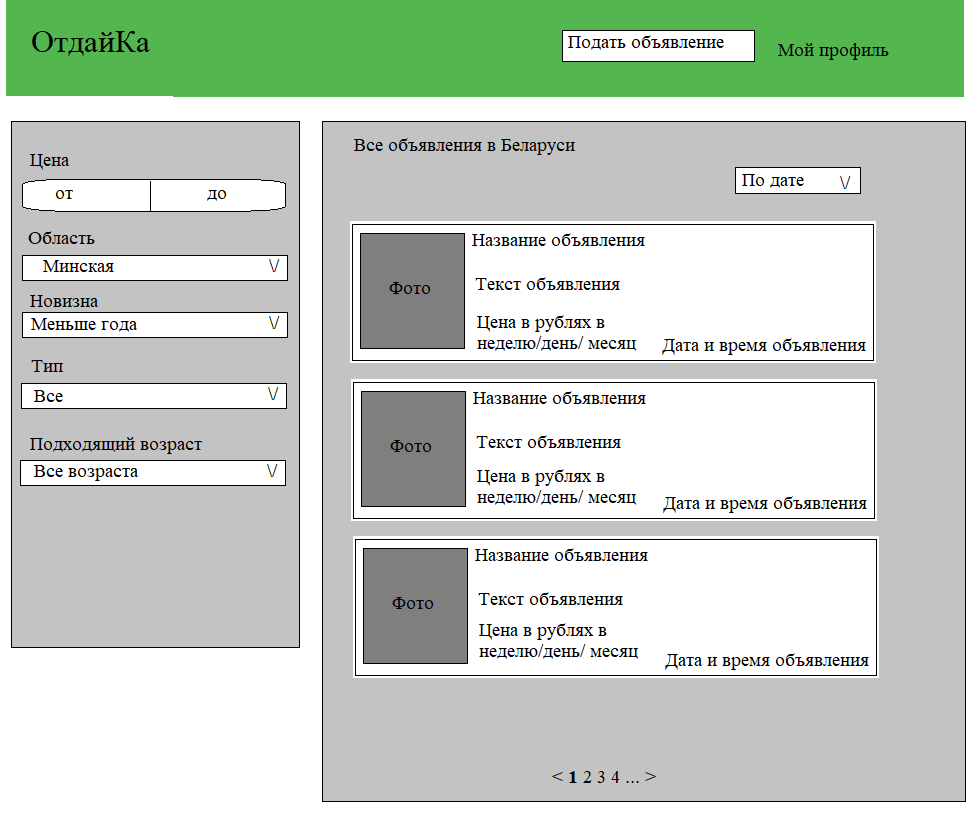 ОтдайКа
Подать объявление
Мой профиль
Цена
от
до
Область
Минская
\/
Новизна
Меньше года
\/
Тип
Все
\/
Подходящий возраст
Все возраста
\/
Все объявления в Беларуси
По дате
\/
Фото
Название объявления
Текст объявления
Цена в рублях в
неделю/день/ месяц
Дата и время объявления
Фото
Название объявления
Текст объявления
Цена в рублях в
неделю/день/ месяц
Дата и время объявления
Фото
Название объявления
Текст объявления
Цена в рублях в
неделю/день/ месяц
Дата и время объявления
< 1 2 3 4 ... >